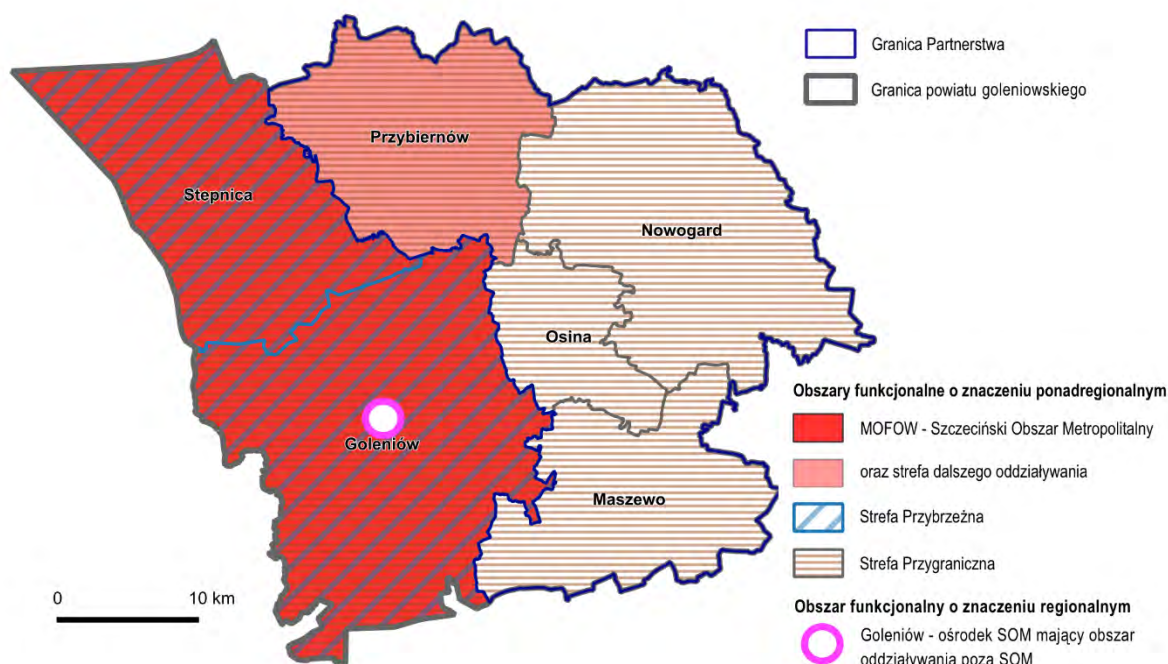 Granica Partnerstwa
Granica powiatu goleniowskiego
Przybiernów
Stepnica
Nowogard
Osina
Goleniów
Maszewo
0 10 km
Obszary funkcjonalne o znaczeniu ponadregionalnym
MOFOW - Szczeciński Obszar Metropolitalny
oraz strefa dalszego oddziaływania
Strefa Przybrzeżna
Strefa Przygraniczna
Obszar funkcjonalny o znaczeniu regionalnym
Goleniów - ośrodek SOM mający obszar
oddziaływania poza SOM